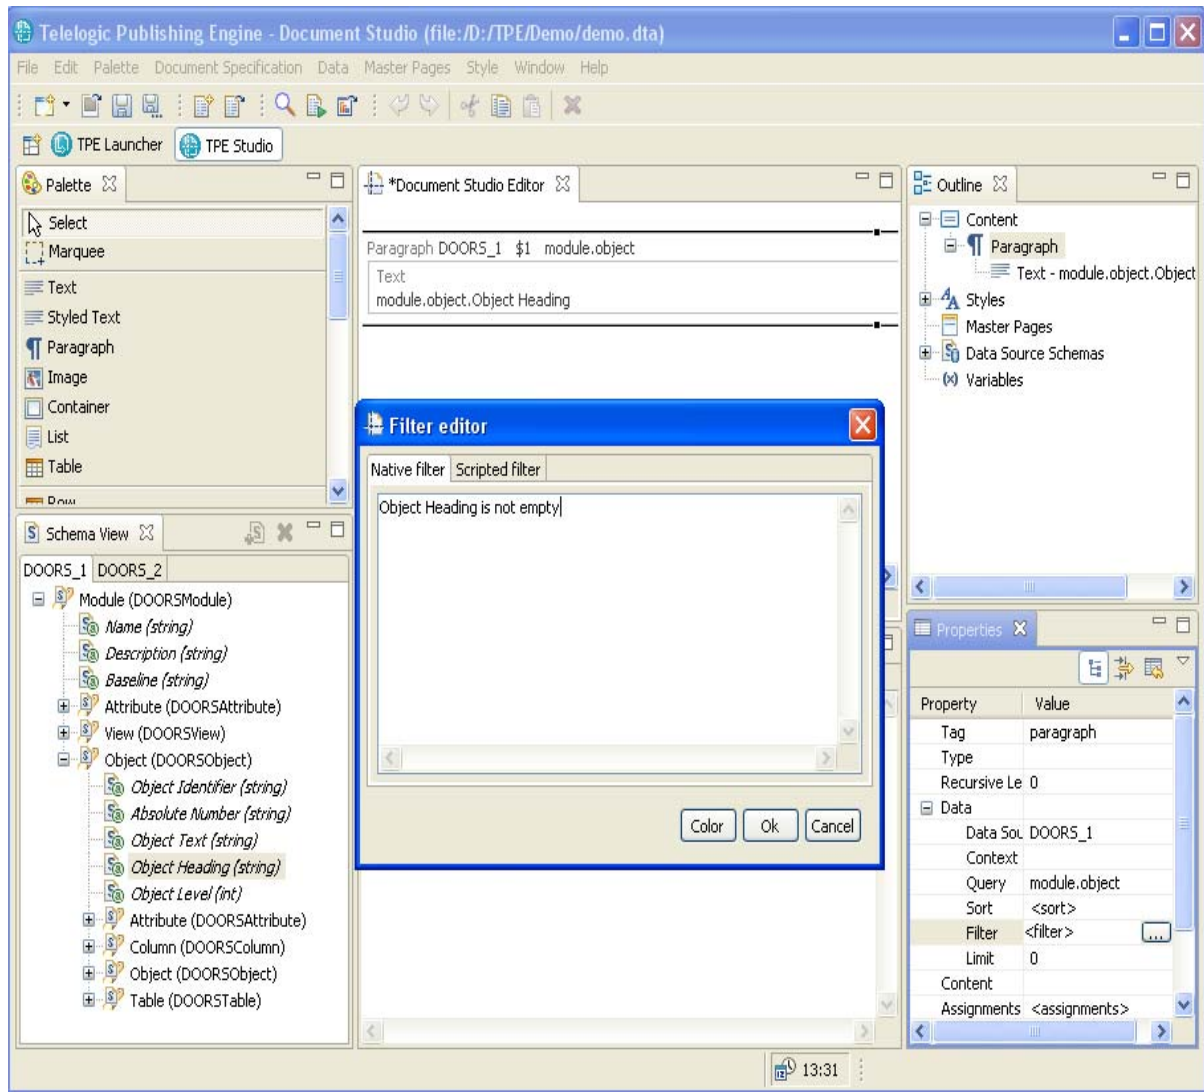 Telelogic Publishing Engine - Document Studio (file:/D:/TPE/Demo/demo.dta)
File Edit Palette Document Specification Data Master Pages Style Window Help
TPE Launcher TPE Studio
Palette
Select
Marquee
Text
Styled Text
Paragraph
Image
Container
List
Table
Row
*Document Studio Editor
Paragraph DOORS_1 $1 module.object
Text
module.object.Object Heading
Outline
Content
Paragraph
Text - module.object.Object
Styles
Master Pages
Data Source Schemas
(x) Variables
Filter editor
Native filter Scripted filter
Object Heading is not empty
Color Ok Cancel
Schema View
DOORS_1 DOORS_2
Module (DOORSModule)
Name (string)
Description (string)
Baseline (string)
Attribute (DOORSAttribute)
View (DOORSView)
Object (DOORSObject)
Object Identifier (string)
Absolute Number (string)
Object Text (string)
Object Heading (string)
Object Level (int)
Attribute (DOORSAttribute)
Column (DOORSColumn)
Object (DOORSObject)
Table (DOORSTable)
Properties
Property Value
Tag paragraph
Type
Recursive Le 0
Data
Data Sou DOORS_1
Context
Query module.object
Sort <sort>
Filter <filter> ...
Limit 0
Content
Assignments <assignments>
13:31